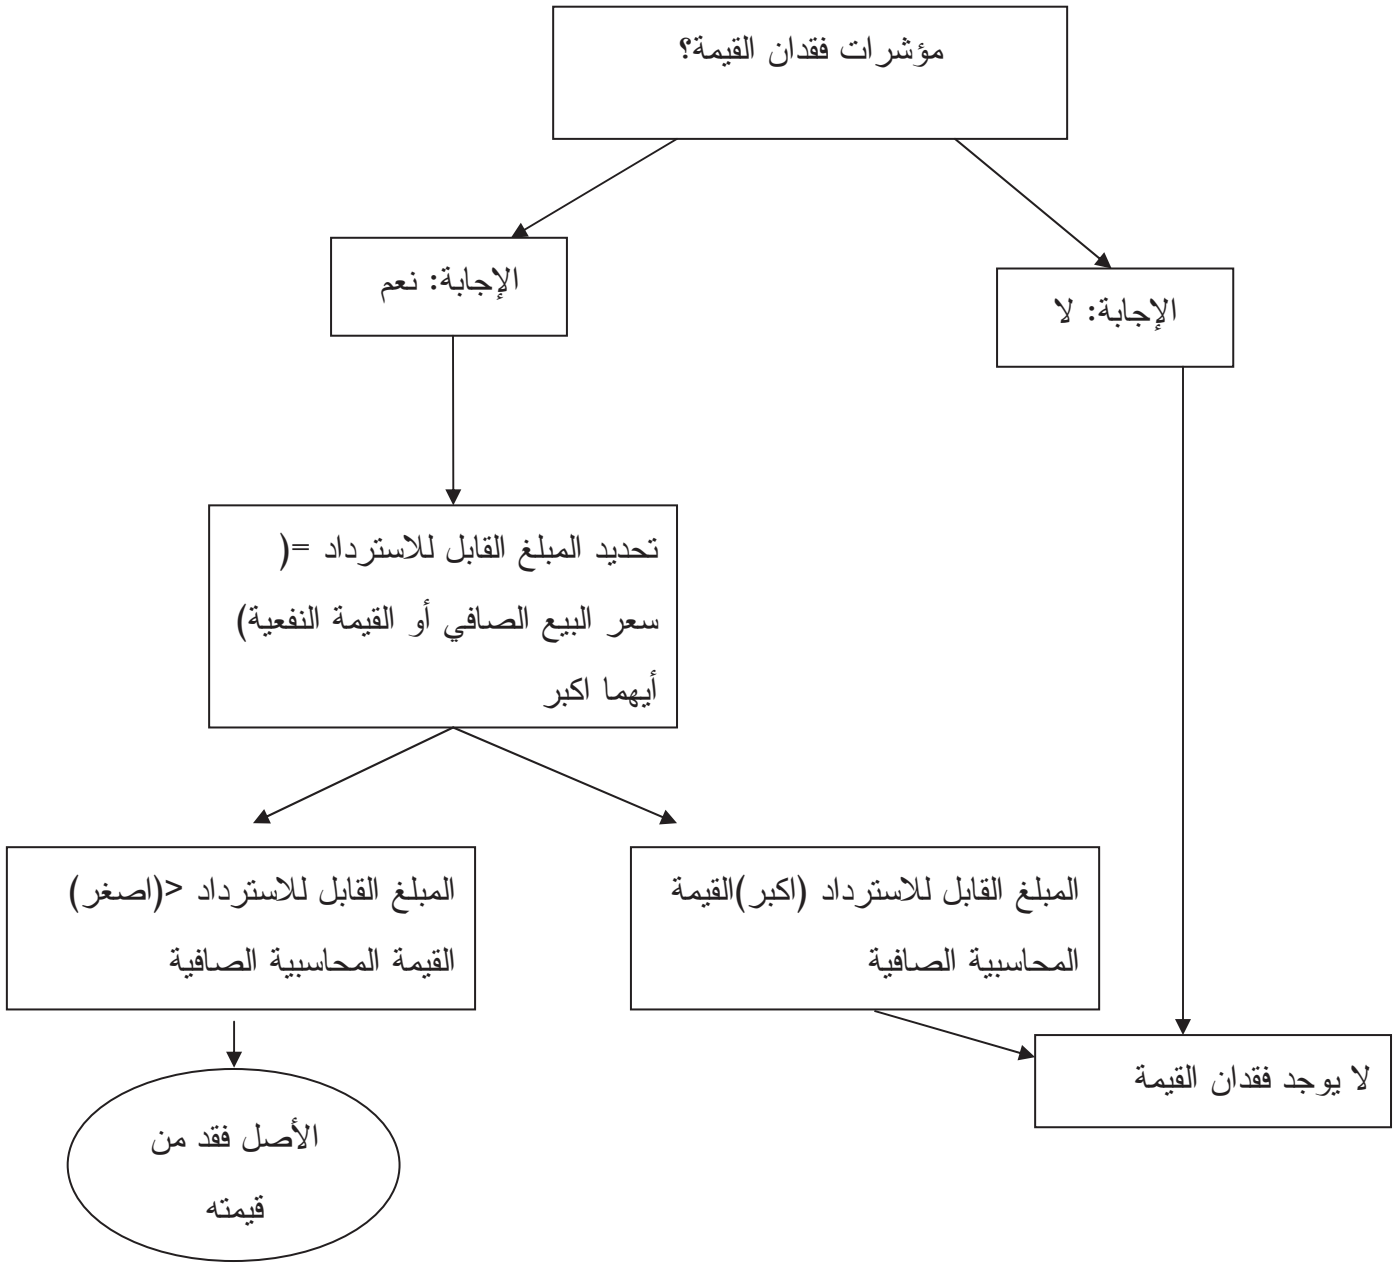 مؤشرات فقدان القيمة؟
الإجابة: نعم
الإجابة: لا
تحديد المبلغ القابل للاسترداد =(
سعر البيع الصافي أو القيمة النفعية)
أيهما اكبر
المبلغ القابل للاسترداد (اكبر)القيمة
المحاسبية الصافية
المبلغ القابل للاسترداد <(اصغر)
القيمة المحاسبية الصافية
لا يوجد فقدان القيمة
الأصل فقد من
قيمته